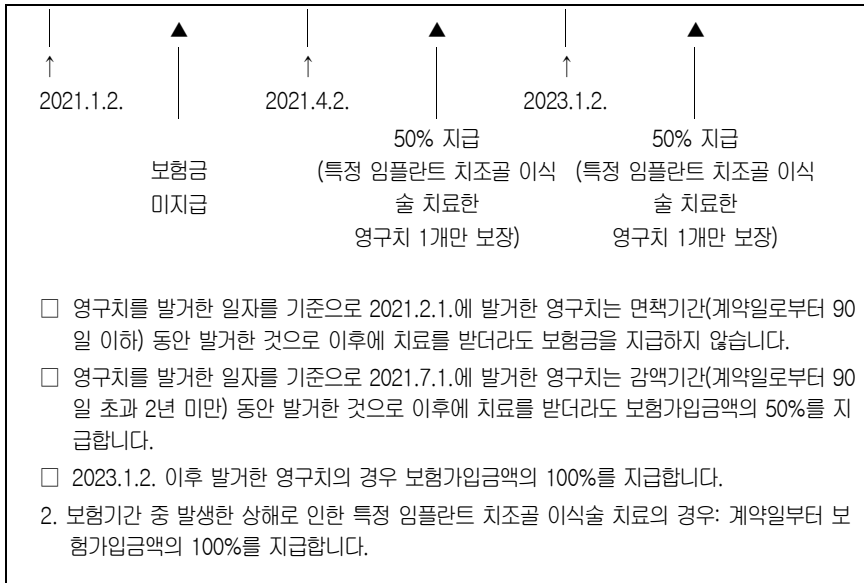 ▲ ▲ ▲
↑ ↑ ↑
2021.1.2. 2021.4.2. 2023.1.2.
보험금
미지급
50% 지급
(특정 임플란트 치조골 이식
술 치료한
영구치 1개만 보장)
50% 지급
(특정 임플란트 치조골 이식
술 치료한
영구치 1개만 보장)
□ 영구치를 발거한 일자를 기준으로 2021.2.1.에 발거한 영구치는 면책기간(계약일로부터 90
일 이하) 동안 발거한 것으로 이후에 치료를 받더라도 보험금을 지급하지 않습니다.
□ 영구치를 발거한 일자를 기준으로 2021.7.1.에 발거한 영구치는 감액기간(계약일로부터 90
일 초과 2년 미만) 동안 발거한 것으로 이후에 치료를 받더라도 보험가입금액의 50%를 지
급합니다.
□ 2023.1.2. 이후 발거한 영구치의 경우 보험가입금액의 100%를 지급합니다.
2. 보험기간 중 발생한 상해로 인한 특정 임플란트 치조골 이식술 치료의 경우: 계약일부터 보
험가입금액의 100%를 지급합니다.